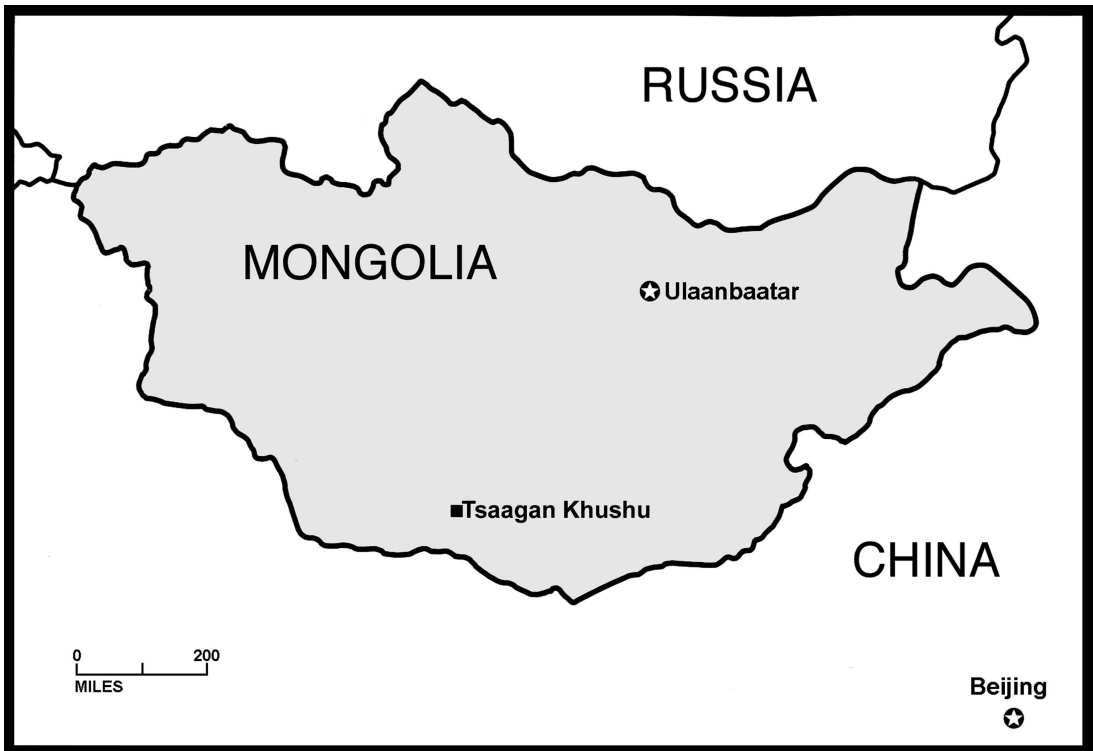 RUSSIA
MONGOLIA
Ulaanbaatar
Tsaagan Khushu
CHINA
0 200
MILES
Beijing